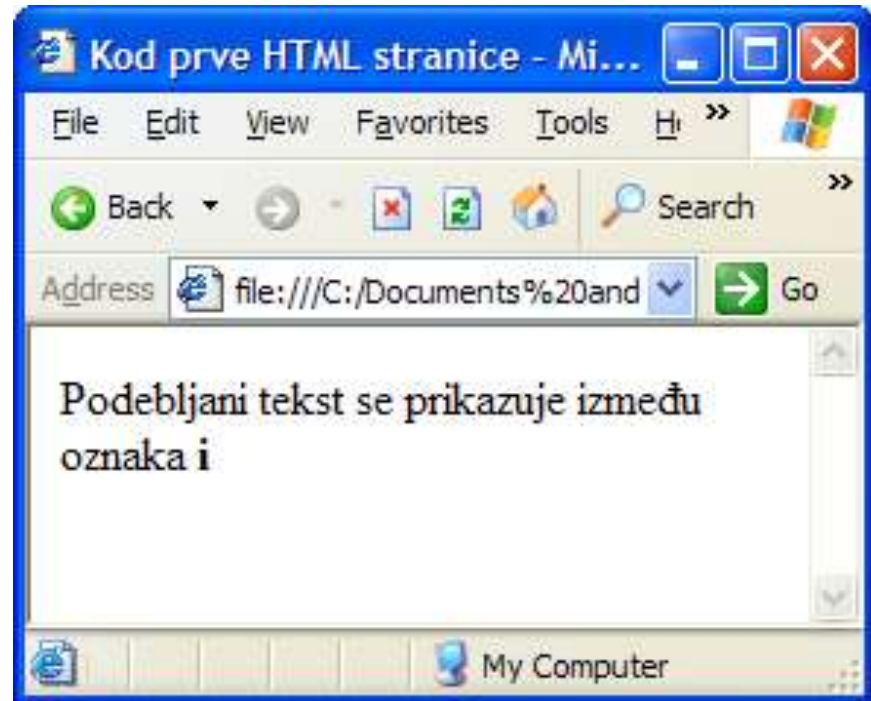 Kod prve HTML stranice - Mi...
File Edit View Favorites Tools »
Back Search »
Address file:///C:/Documents%20and Go
Podebljani tekst se prikazuje između
oznaka i
My Computer